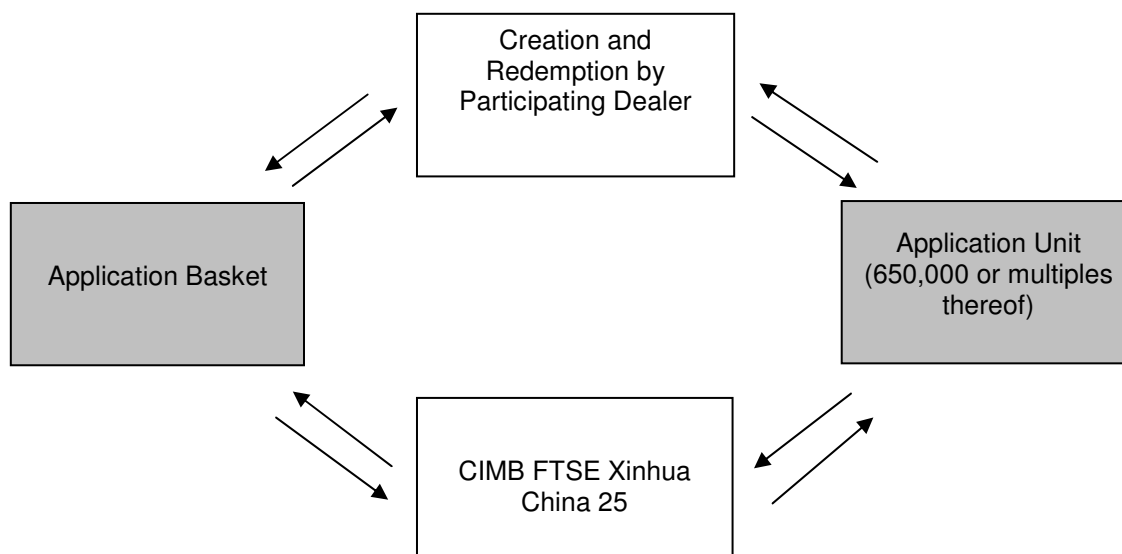 Creation and
Redemption by
Participating Dealer
Application Basket
Application Unit
(650,000 or multiples
thereof)
CIMB FTSE Xinhua
China 25